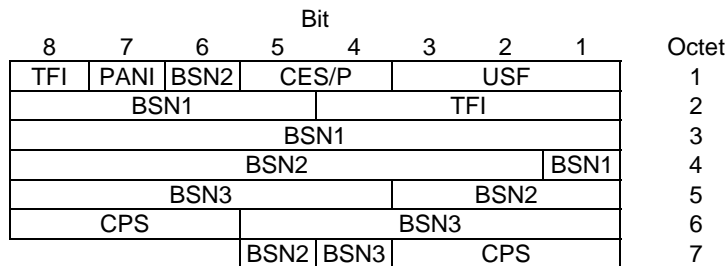 Bit
8 7 6 5 4 3 2 1 Octet
TFI PANI BSN2 CES/P USF 1
BSN1 TFI 2
BSN1 3
BSN2 BSN1 4
BSN3 BSN2 5
CPS BSN3 6
BSN2 BSN3 CPS 7